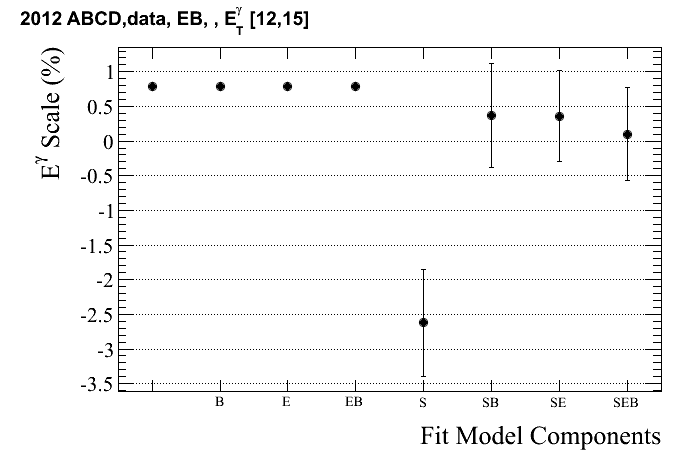 2012 ABCD,data, EB, , E_T^γ [12,15]
E^γ Scale (%)
1
0.5
0
-0.5
-1
-1.5
-2
-2.5
-3
-3.5
B E EB S SB SE SEB
Fit Model Components